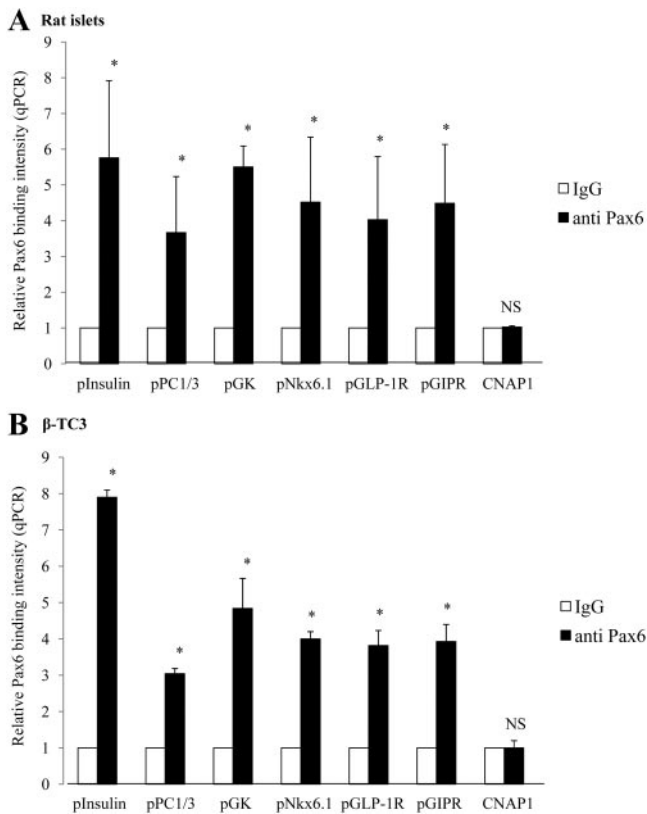 A Rat islets
Relative Pax6 binding intensity (qPCR)
9
8
7
6
5
4
3
2
1
0
* * * * * * NS
IgG
anti Pax6
pInsulin pPC1/3 pGK pNkx6.1 pGLP-1R pGIPR CNAP1
B β-TC3
Relative Pax6 binding intensity (qPCR)
9
8
7
6
5
4
3
2
1
0
* * * * * * NS
IgG
anti Pax6
pInsulin pPC1/3 pGK pNkx6.1 pGLP-1R pGIPR CNAP1